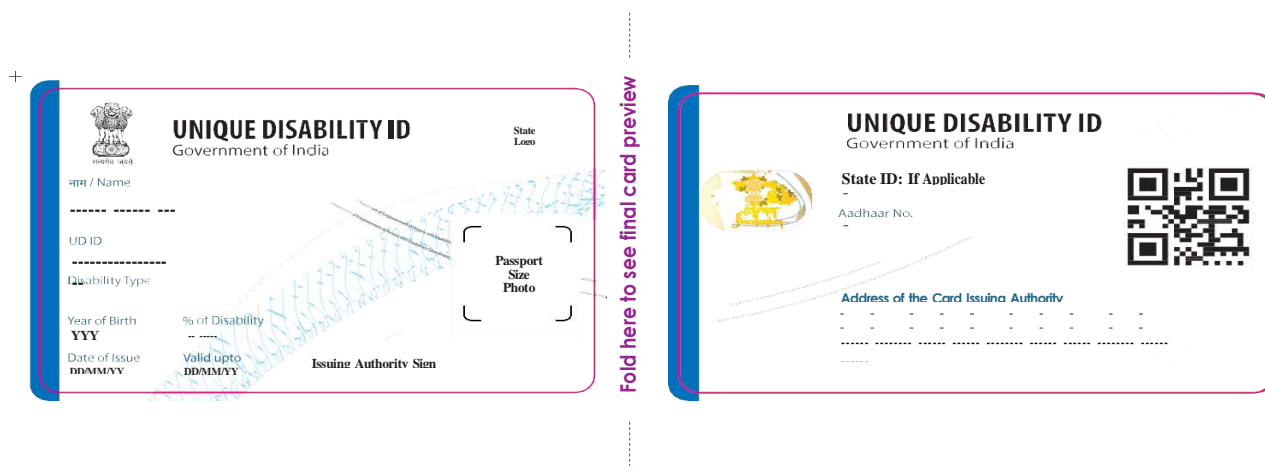 सत्यमेव जयते
UNIQUE DISABILITY ID
Government of India
State
Logo
नाम / Name
------ ------ ---
UD ID
----------------
Disability Type
--
Year of Birth
YYY
% of Disability
-- -----
Date of Issue
DD/MM/YY
Valid upto
DD/MM/YY
Issuing Authority Sign
Passport
Size
Photo
Fold here to see final card preview
UNIQUE DISABILITY ID
Government of India
State ID: If Applicable
-
Aadhaar No.
-
Address of the Card Issuing Authority
- - - - - - - - - -
- - - - - - - - - -
------ -------- ------ ------ -------- ------ ------ -------- ------
------